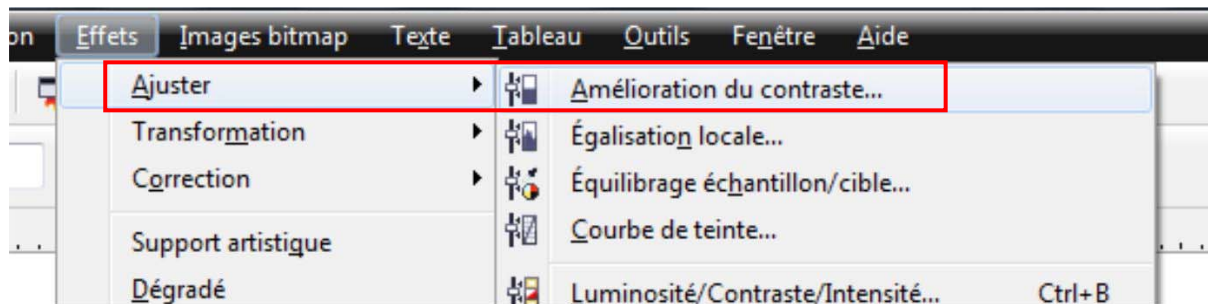 on Effets Images bitmap Texte Tableau Outils Fenêtre Aide
Ajuster Amélioration du contraste...
Transformation Égalisation locale...
Correction Équilibrage échantillon/cible...
Support artistique Courbe de teinte...
Dégradé Luminosité/Contraste/Intensité... Ctrl+B